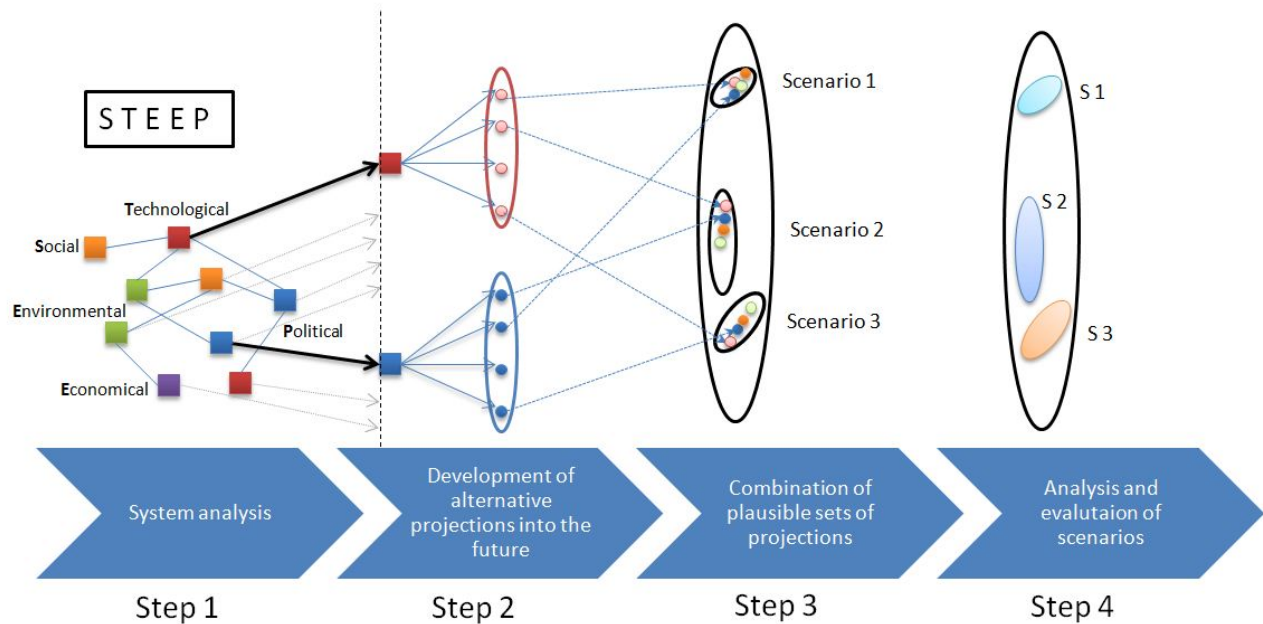 S T E E P
Technological
Social
Environmental
Political
Economical
Scenario 1
Scenario 2
Scenario 3
S 1
S 2
S 3
System analysis
Development of
alternative
projections into the
future
Combination of
plausible sets of
projections
Analysis and
evalutaion of
scenarios
Step 1
Step 2
Step 3
Step 4